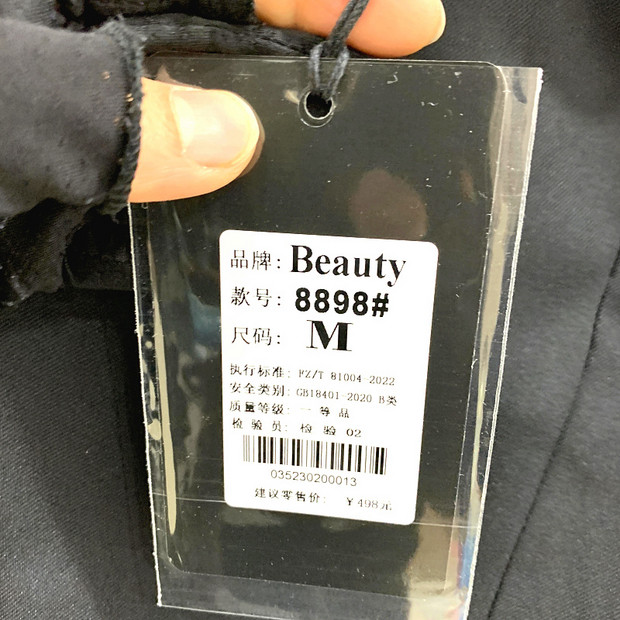 品牌: Beauty
款号: 8898#
尺码: M
执行标准: FZ/T 81004-2022
安全类别: GB18401-2020 B类
质量等级: 一等品
检验员: 检验 02
035230200013
建议零售价: ￥498元